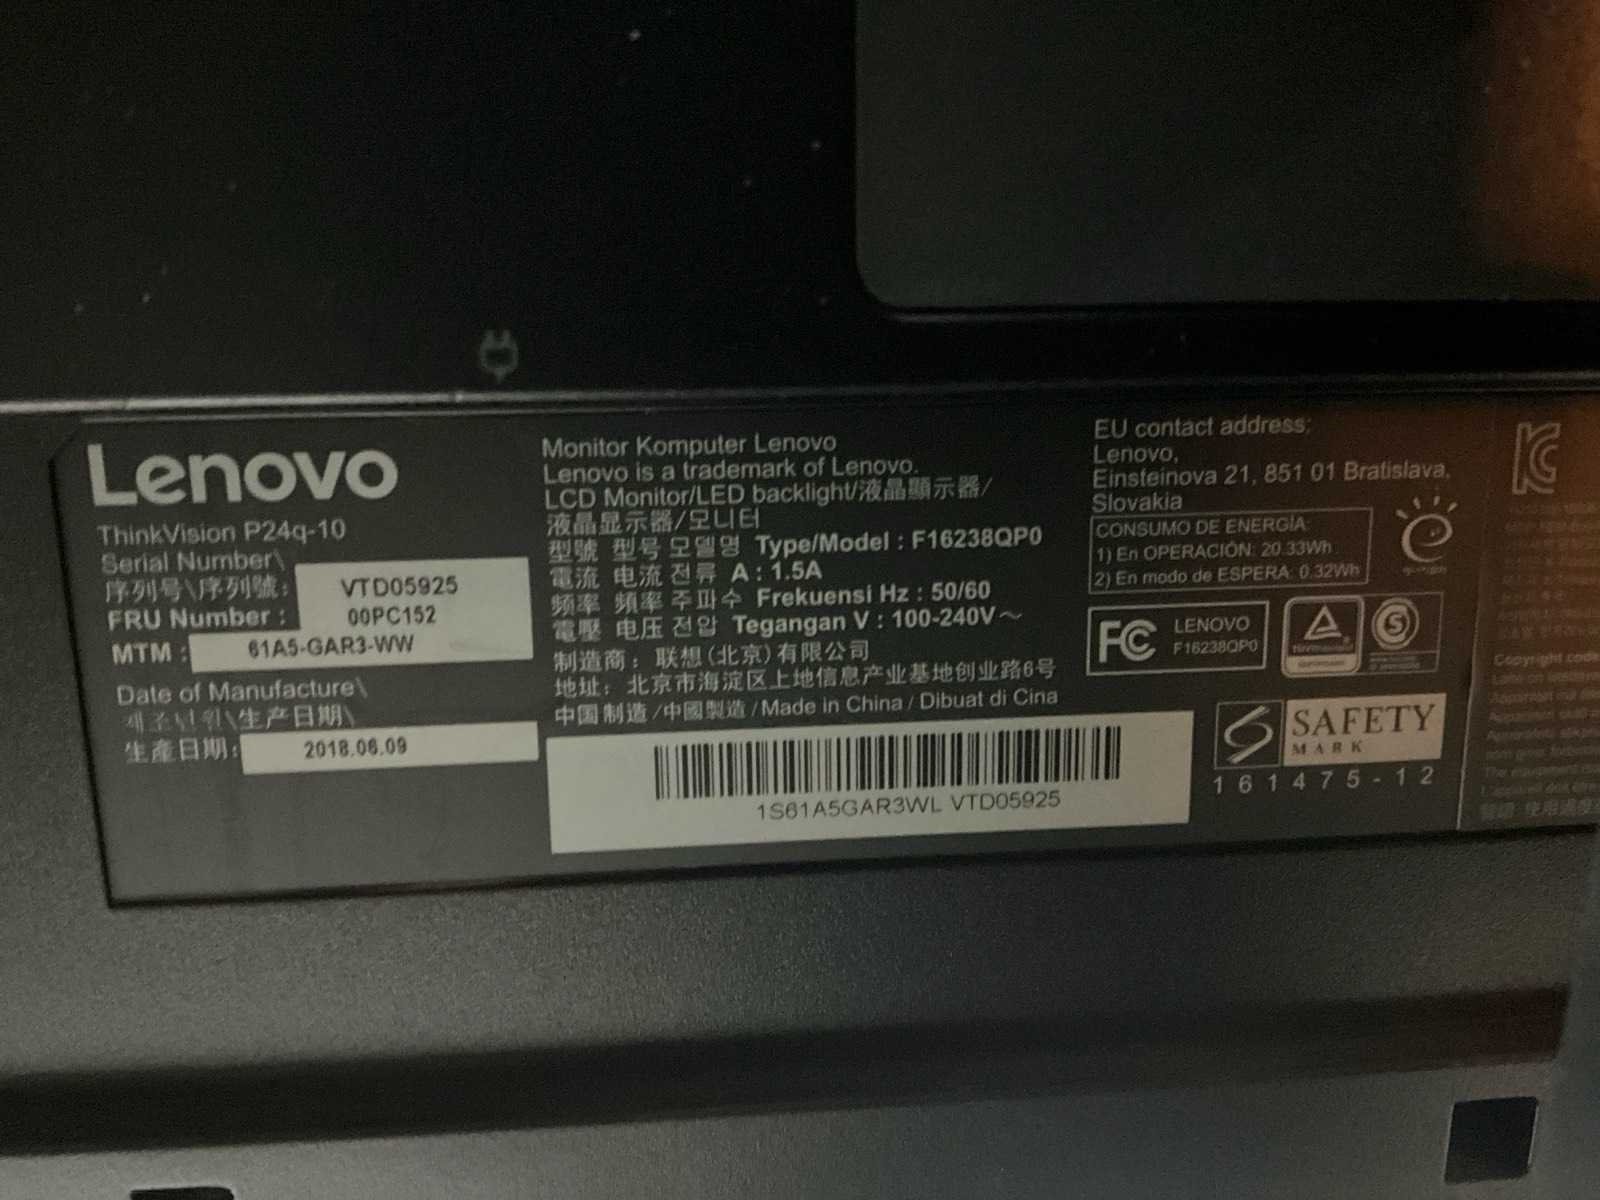 Lenovo
ThinkVision P24q-10
Serial Number\
序列号\序列號:
VTD05925
FRU Number :
00PC152
MTM :
61A5-GAR3-WW
Date of Manufacture\
제조년월\生产日期\
生產日期:
2018.06.09
Monitor Komputer Lenovo
Lenovo is a trademark of Lenovo.
LCD Monitor/LED backlight/液晶顯示器/
液晶显示器/모니터
型號 型号 모델명 Type/Model : F16238QP0
電流 电流 전류 A : 1.5A
频率 頻率 주파수 Frekuensi Hz : 50/60
電壓 电压 전압 Tegangan V : 100-240V～
制造商：联想(北京)有限公司
地址：北京市海淀区上地信息产业基地创业路6号
中国制造/中國製造/Made in China / Dibuat di Cina
1S61A5GAR3WL VTD05925
EU contact address:
Lenovo,
Einsteinova 21, 851 01 Bratislava,
Slovakia
CONSUMO DE ENERGÍA
1) En OPERACIÓN: 20.33Wh
2) En modo de ESPERA: 0.32Wh
FC LENOVO
F16238QP0
S
SAFETY
MARK
161475-12
KC
Copyright code